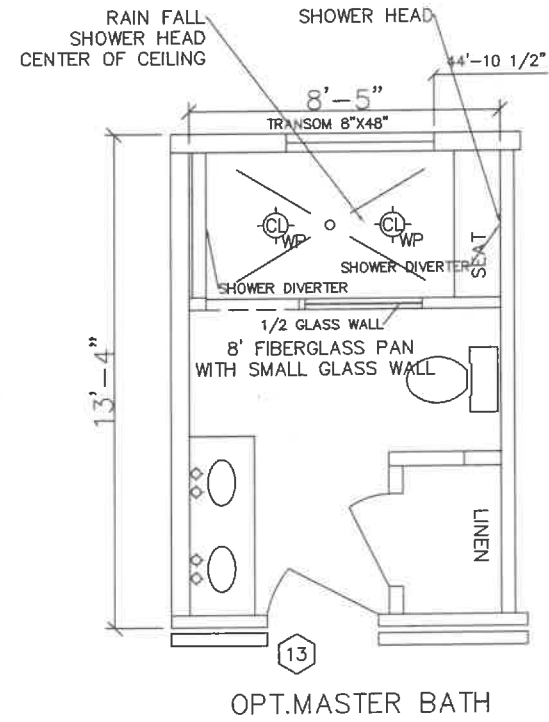 RAIN FALL
SHOWER HEAD
CENTER OF CEILING
SHOWER HEAD
44'-10 1/2"
8'-5"
TRANSOM 8"X48"
CL
WP
CL
WP
SHOWER DIVERTER
SEAT
SHOWER DIVERTER
1/2 GLASS WALL
8' FIBERGLASS PAN
WITH SMALL GLASS WALL
13'-4"
LINEN
13
OPT.MASTER BATH